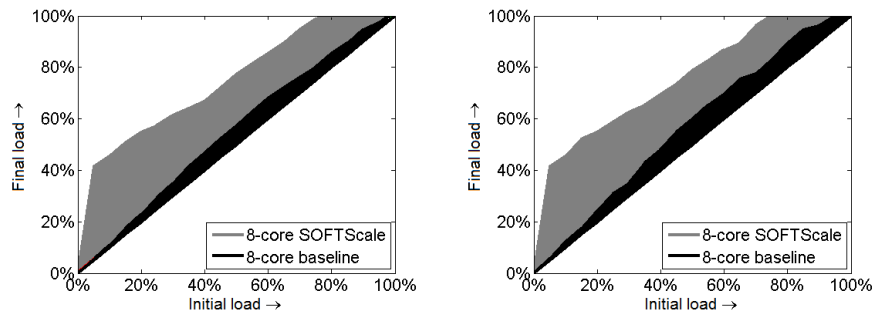 100%
80%
60%
40%
20%
0%
Final load →
8-core SOFTScale
8-core baseline
0% 20% 40% 60% 80% 100%
Initial load →
100%
80%
60%
40%
20%
0%
Final load →
8-core SOFTScale
8-core baseline
0% 20% 40% 60% 80% 100%
Initial load →